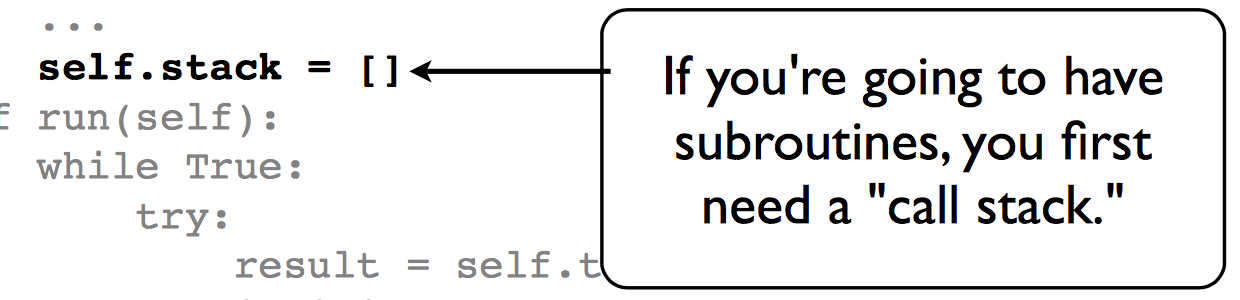 ...
self.stack = []
f run(self):
while True:
try:
result = self.t
If you're going to have
subroutines, you first
need a "call stack."